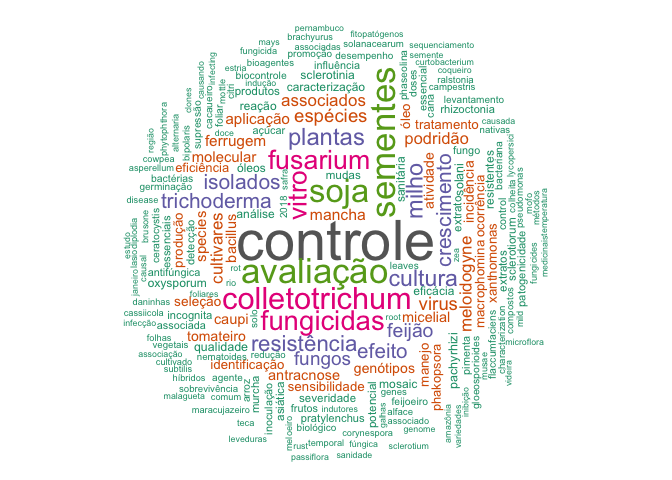 pernambuco
brachyurus
fitopatógenos
mays
associadas
solanacearum
sequenciamento
fungicida
promoção
desempenho
semente
bioagentes
influência
curtobacterium
estria
biocontrole
sclerotinia
coqueiro
infecting
indução
caracterização
ralstonia
causando
citri
produtos
phaseolina
doses
essencial
campestris
clones
cacaueiro
mottle
reação
associados
cana
levantamento
supressão
foliar
aplicação
espécies
óleo
tratamento
rhizoctonia
phytophthora
alternaria
bipolaris
doce
açúcar
plantas
sementes
podridão
causada
nativas
região
ferrugem
fusarium
sanitária
fungo
cowpea
molecular
vitro
milho
atividade
bactérias
eficiência
óleos
mudas
asperellum
isolados
soja
crescimento
extratos
solani
incidência
ocorrência
resistentes
bacteriana
lycopersici
germinação
safra
trichoderma
disease
análise
2018
mancha
control
colheita
pseudomonas
mofo
temperatura
brusone
ceratocystis
essenciais
produção
detecção
species
cultivares
bacillus
controle
zea
meloidogyne
macrophomina
xanthomonas
extratos
sclerotiorum
patogenicidade
métodos
fungicides
medicinais
estudo
lasiodiplodia
causal
janeiro
antifúngica
rot
avaliação
leaves
cultura
oxysporum
foliares
rio
eficácia
daninhas
seleção
colletotrichum
virus
compostos
mild
cassiicola
incognita
caupi
solo
fungicidas
root
micelial
flaccumfaciens
characterization
microflora
infecção
associada
folhas
tomateiro
resistência
feijão
pachyrhizi
pimenta
gloeosporioides
musae
videira
vegetais
qualidade
associação
nematoides
redução
fungos
efeito
manejo
phakopsora
cultivado
identificação
genótipos
subtilis
híbridos
agente
antracnose
sensibilidade
mosaic
inibição
amazônia
variedades
sobrevivência
malagueta
comum
arroz
murcha
asiática
severidade
potencial
genes
feijoeiro
maracujazeiro
inoculação
frutos
indutores
galhas
alface
pratylenchus
associado
teca
meloeiro
biológico
corynespora
genome
leveduras
rust
temporal
fúngica
sclerotium
passiflora
sanidade